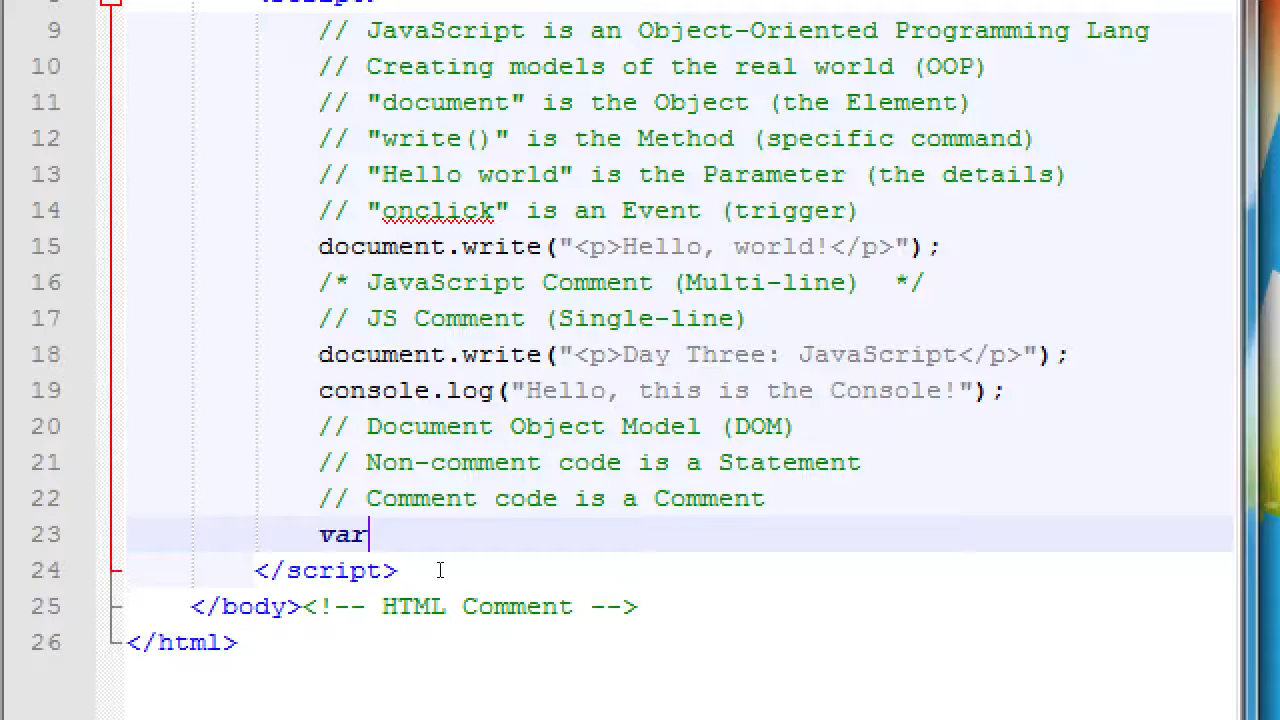 9 // JavaScript is an Object-Oriented Programming Lang
10 // Creating models of the real world (OOP)
11 // "document" is the Object (the Element)
12 // "write()" is the Method (specific command)
13 // "Hello world" is the Parameter (the details)
14 // "onclick" is an Event (trigger)
15 document.write("<p>Hello, world!</p>");
16 /* JavaScript Comment (Multi-line)  */
17 // JS Comment (Single-line)
18 document.write("<p>Day Three: JavaScript</p>");
19 console.log("Hello, this is the Console!");
20 // Document Object Model (DOM)
21 // Non-comment code is a Statement
22 // Comment code is a Comment
23 var
24 </script>
25 </body><!-- HTML Comment -->
26 </html>